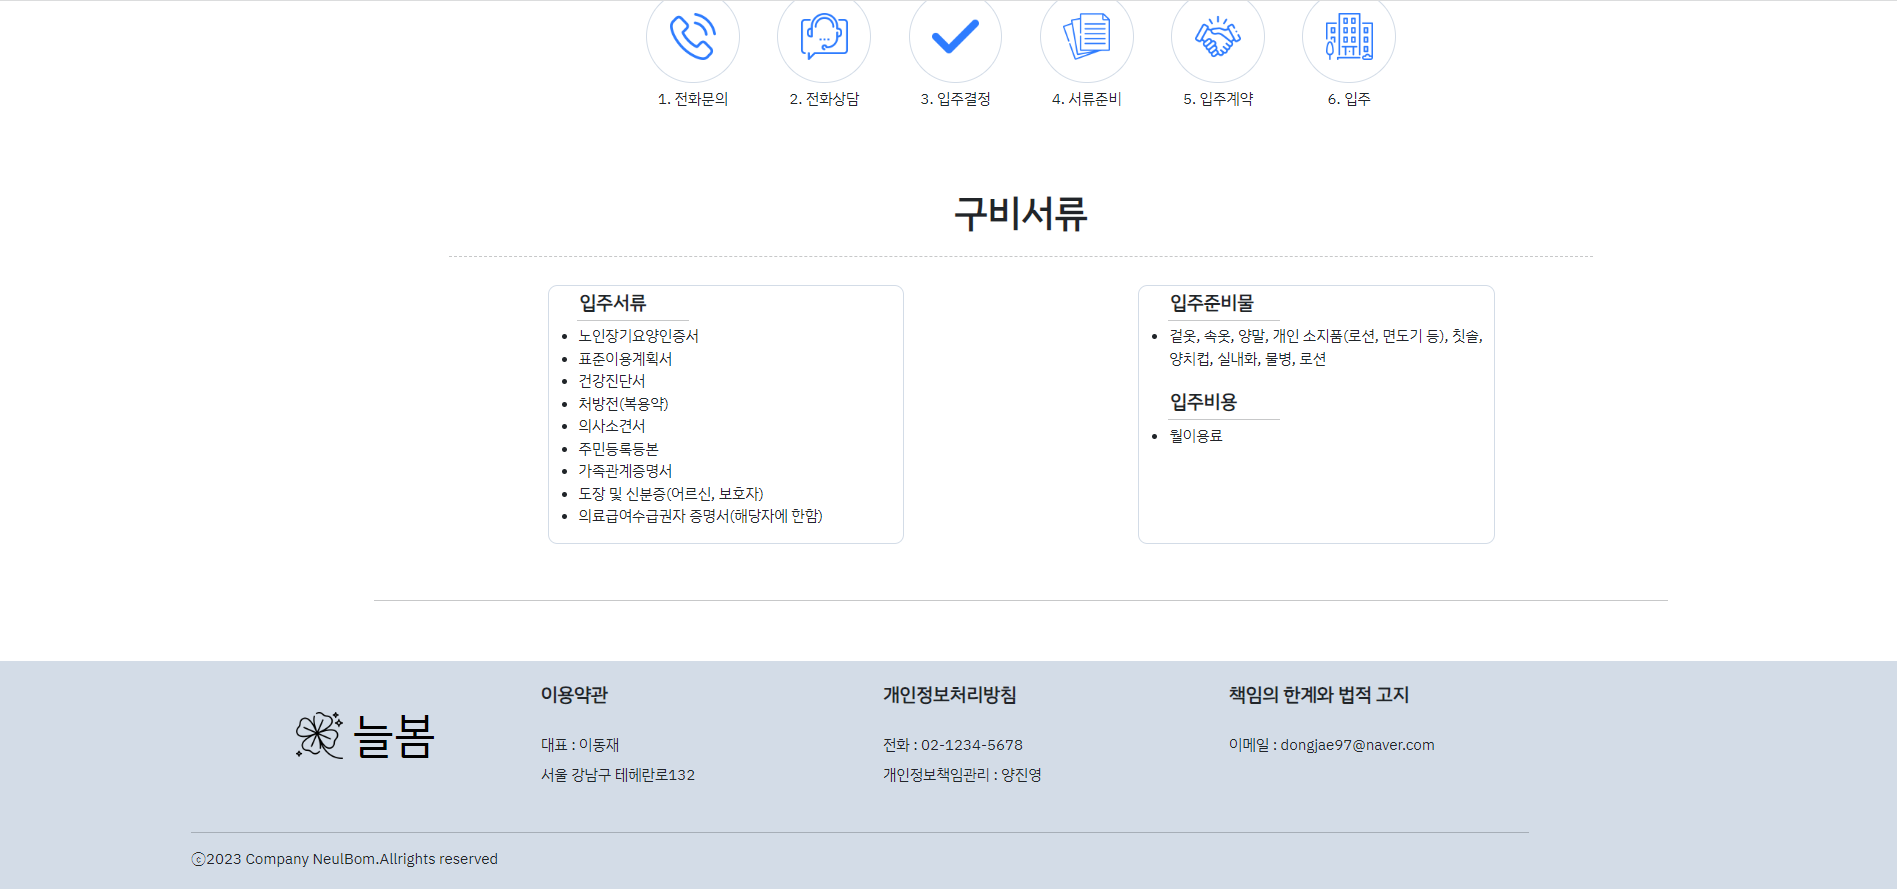 1. 전화문의
2. 전화상담
3. 입주결정
4. 서류준비
5. 입주계약
6. 입주
구비서류
입주서류
노인장기요양인증서
표준이용계획서
건강진단서
처방전(복용약)
의사소견서
주민등록등본
가족관계증명서
도장 및 신분증(어르신, 보호자)
의료급여수급권자 증명서(해당자에 한함)
입주준비물
겉옷, 속옷, 양말, 개인 소지품(로션, 면도기 등), 칫솔,
양치컵, 실내화, 물병, 로션
입주비용
월이용료
늘봄
이용약관
대표 : 이동재
서울 강남구 테헤란로132
개인정보처리방침
전화 : 02-1234-5678
개인정보책임관리 : 양진영
책임의 한계와 법적 고지
이메일 : dongjae97@naver.com
ⓒ2023 Company NeulBom.Allrights reserved